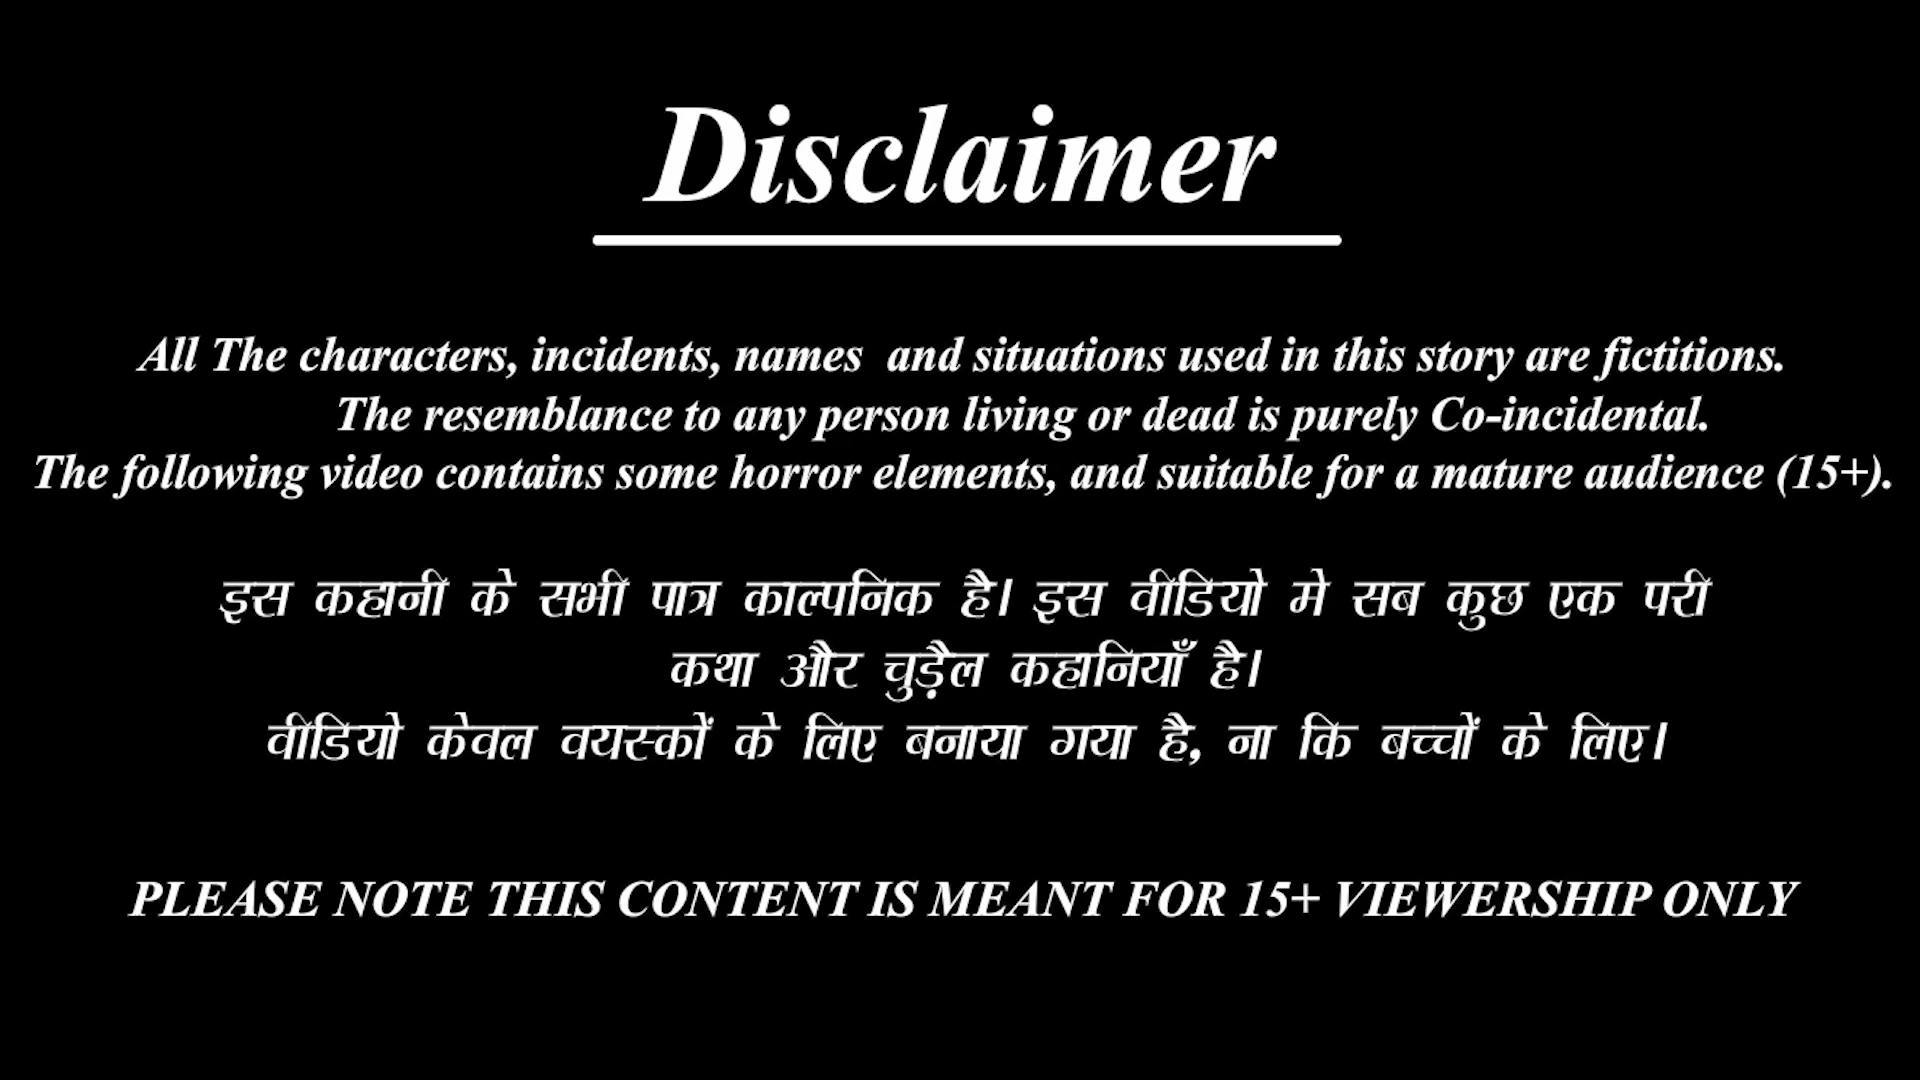 Disclaimer
All The characters, incidents, names and situations used in this story are fictitions.
The resemblance to any person living or dead is purely Co-incidental.
The following video contains some horror elements, and suitable for a mature audience (15+).
इस कहानी के सभी पात्र काल्पनिक है। इस वीडियो मे सब कुछ एक परी
कथा और चुड़ैल कहानियाँ है।
वीडियो केवल वयस्कों के लिए बनाया गया है, ना कि बच्चों के लिए।
PLEASE NOTE THIS CONTENT IS MEANT FOR 15+ VIEWERSHIP ONLY